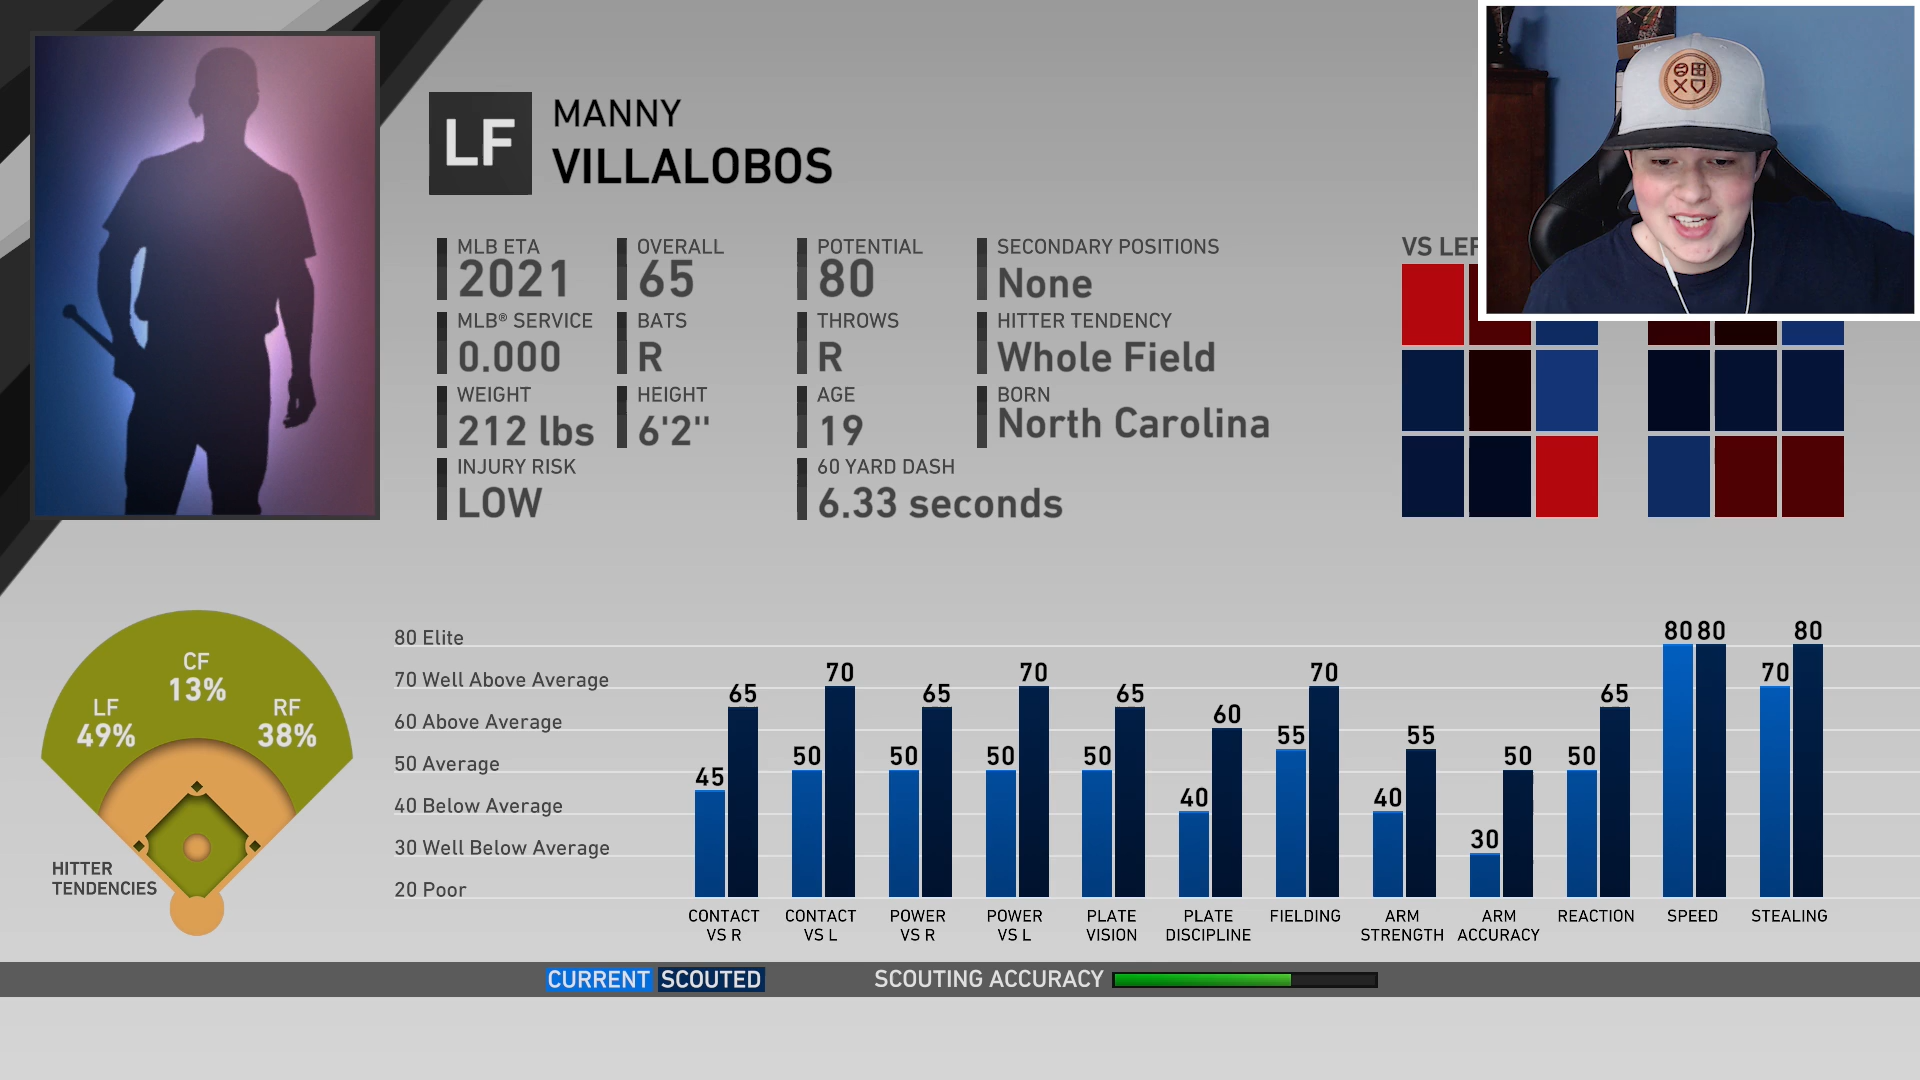 LF
MANNY
VILLALOBOS
MLB ETA
2021
OVERALL
65
POTENTIAL
80
SECONDARY POSITIONS
None
MLB® SERVICE
0.000
BATS
R
THROWS
R
HITTER TENDENCY
Whole Field
WEIGHT
212 lbs
HEIGHT
6'2"
AGE
19
BORN
North Carolina
INJURY RISK
LOW
60 YARD DASH
6.33 seconds
VS LEF
CF
13%
LF
49%
RF
38%
HITTER
TENDENCIES
80 Elite
70 Well Above Average
60 Above Average
50 Average
40 Below Average
30 Well Below Average
20 Poor
45 65
50 70
50 65
50 70
50 65
40 60
55 70
40 55
30 50
50 65
80 80
70 80
CONTACT
VS R
CONTACT
VS L
POWER
VS R
POWER
VS L
PLATE
VISION
PLATE
DISCIPLINE
FIELDING
ARM
STRENGTH
ARM
ACCURACY
REACTION
SPEED
STEALING
CURRENT SCOUTED
SCOUTING ACCURACY